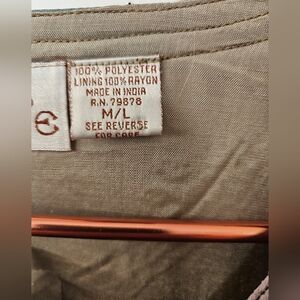 100% POLYESTER
LINING 100% RAYON
MADE IN INDIA
R.N. 79878
M/L
SEE REVERSE
FOR CARE
e